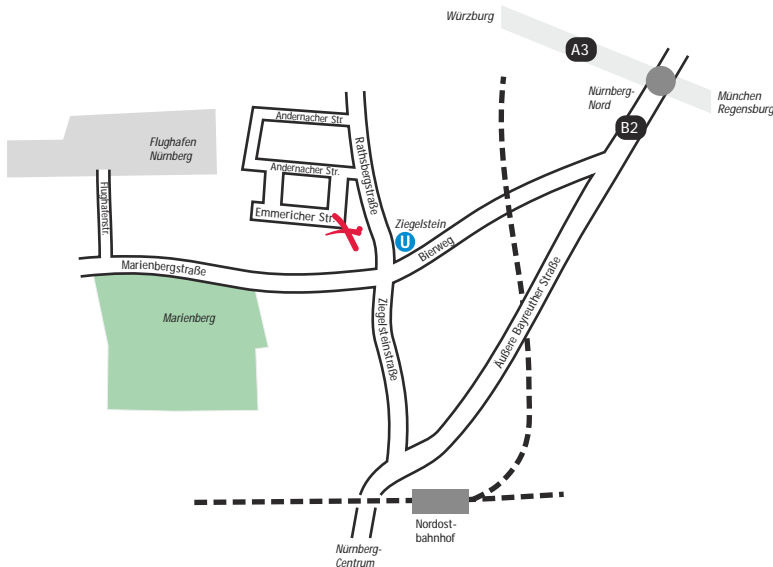 Würzburg
A3
Nürnberg-
Nord
München
Regensburg
B2
Flughafen
Nürnberg
Andernacher Str
Andernacher Str.
Rathsbergstraße
Flughafenstr.
Emmericher Str.
Ziegelstein
U
Bierweg
Marienbergstraße
Marienberg
Ziegelsteinstraße
Äußere Bayreuther Straße
Nordost-
bahnhof
Nürnberg-
Centrum